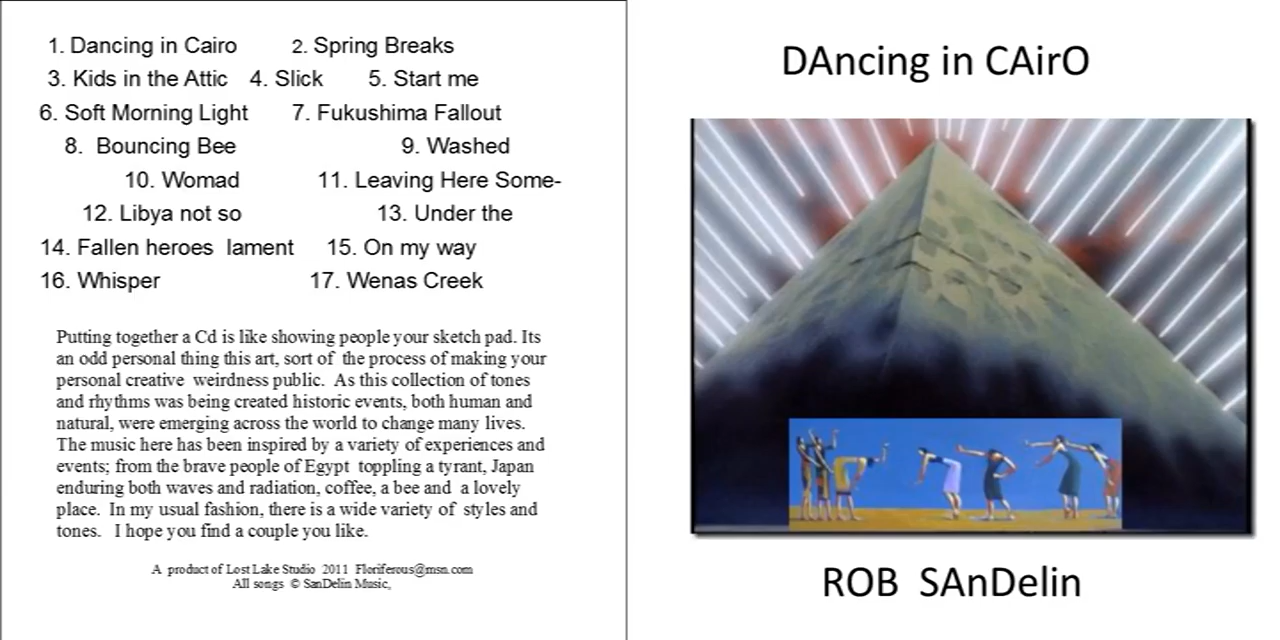 1. Dancing in Cairo 2. Spring Breaks
3. Kids in the Attic 4. Slick 5. Start me
6. Soft Morning Light 7. Fukushima Fallout
8. Bouncing Bee 9. Washed
10. Womad 11. Leaving Here Some-
12. Libya not so 13. Under the
14. Fallen heroes lament 15. On my way
16. Whisper 17. Wenas Creek
Putting together a Cd is like showing people your sketch pad. Its
an odd personal thing this art, sort of the process of making your
personal creative weirdness public. As this collection of tones
and rhythms was being created historic events, both human and
natural, were emerging across the world to change many lives.
The music here has been inspired by a variety of experiences and
events; from the brave people of Egypt toppling a tyrant, Japan
enduring both waves and radiation, coffee, a bee and a lovely
place. In my usual fashion, there is a wide variety of styles and
tones. I hope you find a couple you like.
A product of Lost Lake Studio 2011 Floriferous@msn.com
All songs © SanDelin Music,
DAncing in CAirO
ROB SAnDelin